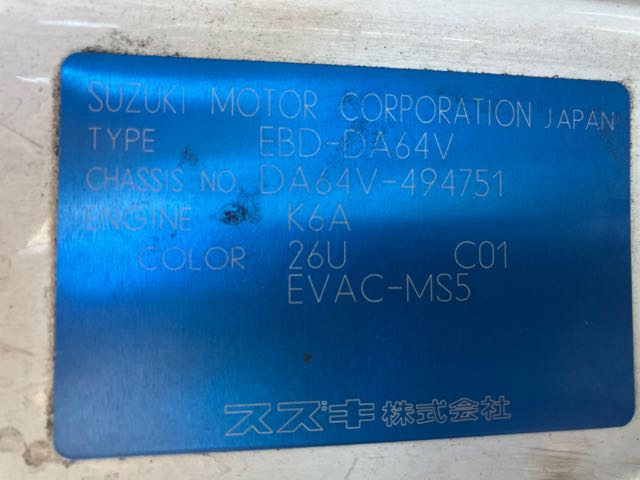 SUZUKI MOTOR CORPORATION JAPAN
TYPE EBD-DA64V
CHASSIS NO. DA64V-494751
ENGINE K6A
COLOR 26U C01
EVAC-MS5
スズキ株式会社